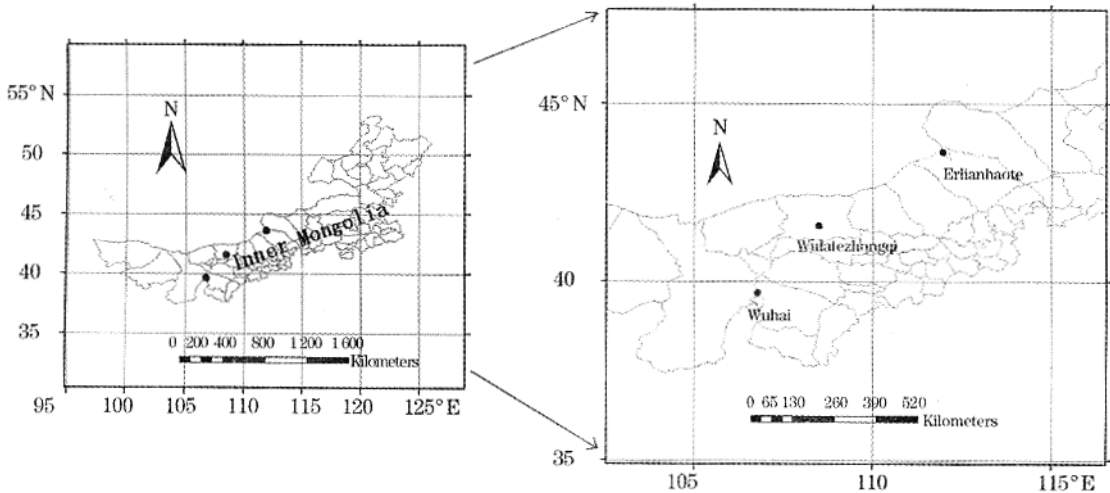 55° N
N
50
45
Inner Mongolia
40
35
0 200 400 800 1 200 1 600
Kilometers
95 100 105 110 115 120 125°E
45° N
N
Erlianhaote
Wulatezhongqi
40
Wuhai
0 65 130 260 390 520
Kilometers
35
105 110 115°E